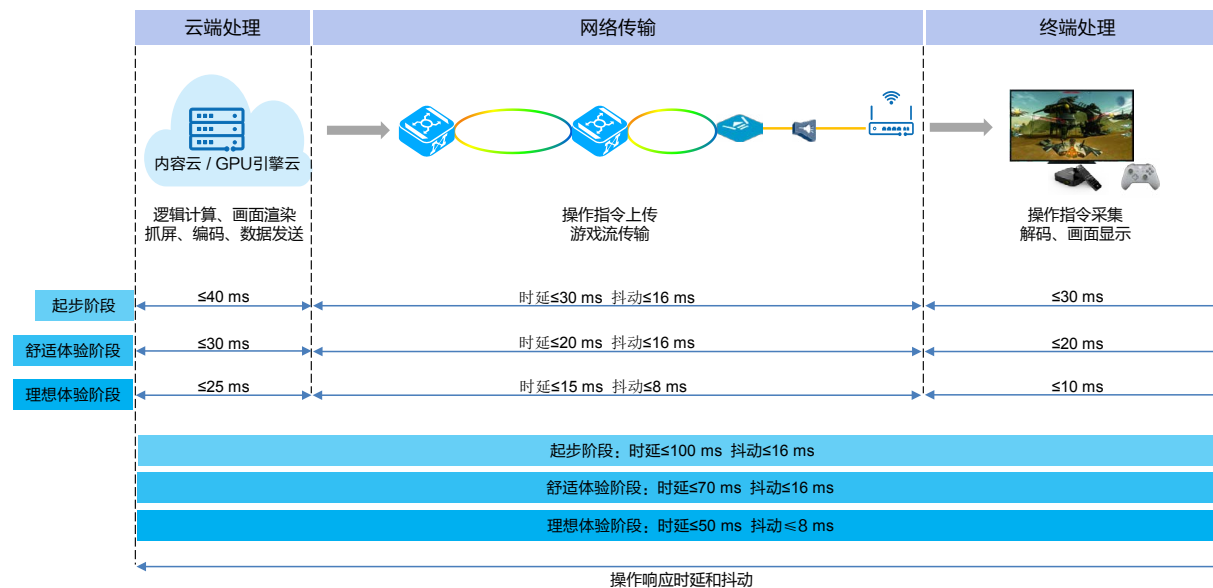 云端处理
网络传输
终端处理
内容云 / GPU引擎云
逻辑计算、画面渲染
抓屏、编码、数据发送
操作指令上传
游戏流传输
操作指令采集
解码、画面显示
起步阶段
≤40 ms
时延≤30 ms 抖动≤16 ms
≤30 ms
舒适体验阶段
≤30 ms
时延≤20 ms 抖动≤16 ms
≤20 ms
理想体验阶段
≤25 ms
时延≤15 ms 抖动≤8 ms
≤10 ms
起步阶段：时延≤100 ms 抖动≤16 ms
舒适体验阶段：时延≤70 ms 抖动≤16 ms
理想体验阶段：时延≤50 ms 抖动≤8 ms
操作响应时延和抖动